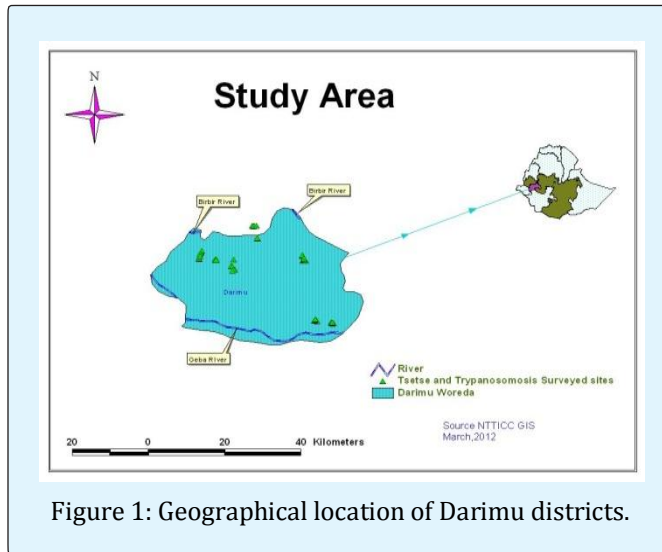 N
Study Area
Birbir River
Birbir River
Darimu
Geba River
River
Tsetse and Trypanosomosis Surveyed sites
Darimu Woreda
Source NTTICC GIS
March,2012
20 0 20 40 Kilometers
Figure 1: Geographical location of Darimu districts.